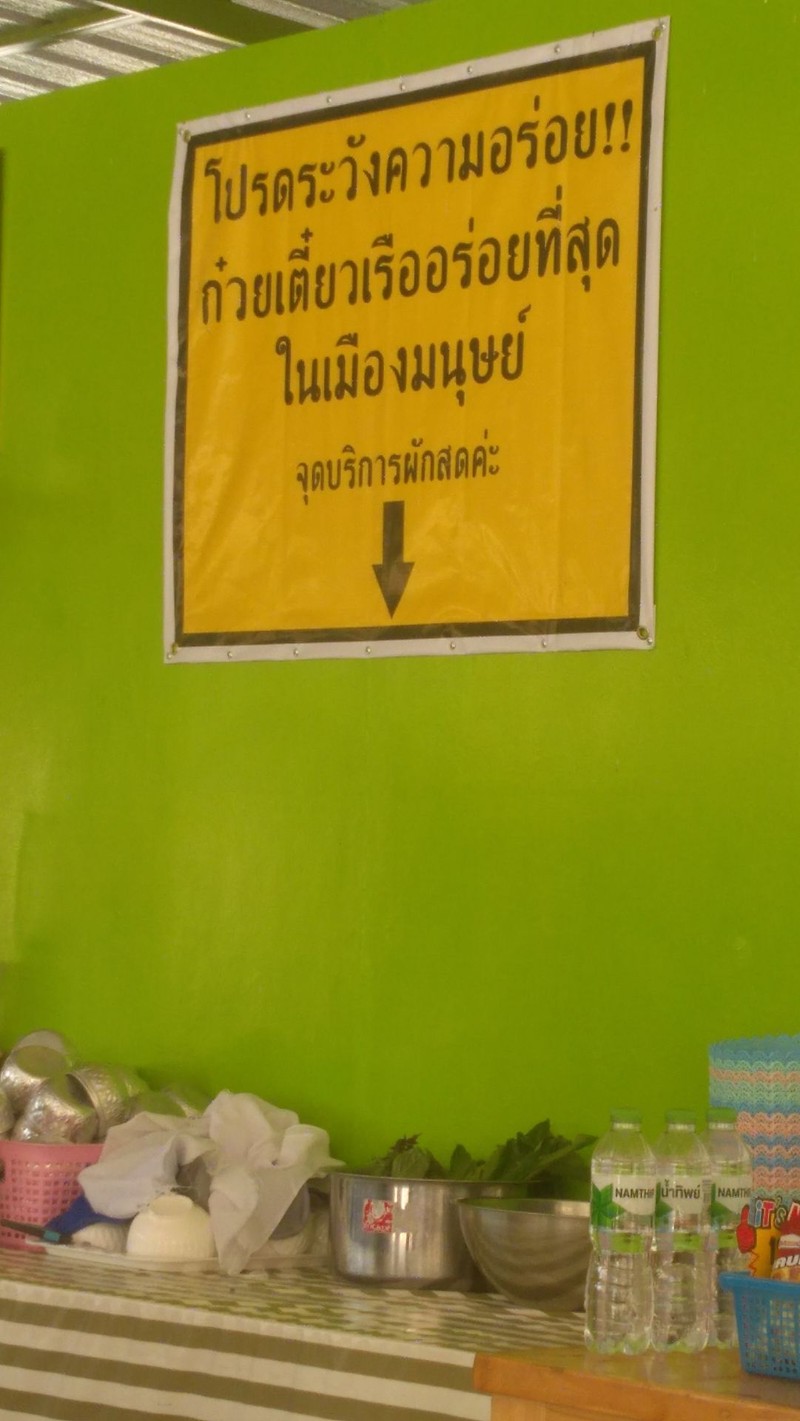 โปรดระวังความอร่อย!!
ก๋วยเตี๋ยวเรืออร่อยที่สุด
ในเมืองมนุษย์
จุดบริการผักสดค่ะ
NAMTHIP
น้ำทิพย์
NAMTH